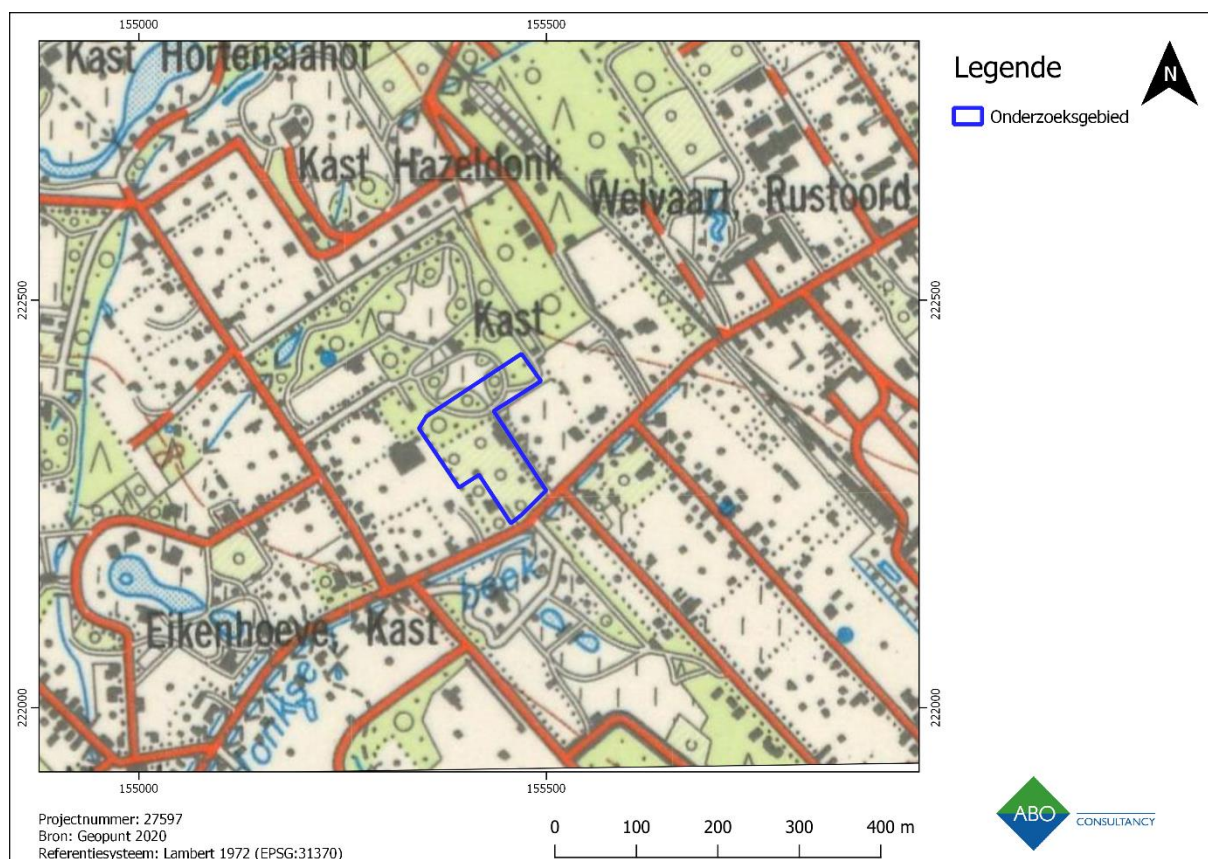 155000
155500
Kast Hortensiahof
Legende
N
Onderzoeksgebied
Kast Hazeldonk
Welvaart, Rustoord
222500
222500
Kast
beek
Eikenhoeve, Kast
222000
222000
155000
155500
Projectnummer: 27597
Bron: Geopunt 2020
Referentiesysteem: Lambert 1972 (EPSG:31370)
0 100 200 300 400 m
ABO CONSULTANCY